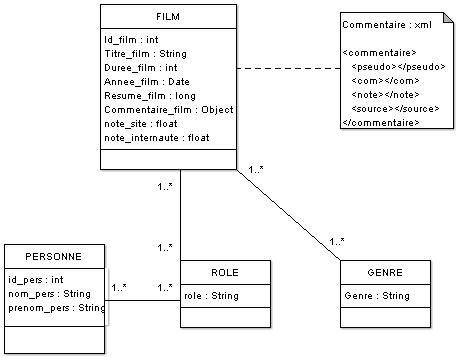 FILM
Id_film : int
Titre_film : String
Duree_film : int
Annee_film : Date
Resume_film : long
Commentaire_film : Object
note_site : float
note_internaute : float
Commentaire : xml
<commentaire>
<pseudo></pseudo>
<com></com>
<note></note>
<source></source>
</commentaire>
1..*
1..*
1..*
1..*
PERSONNE
id_pers : int
nom_pers : String
prenom_pers : String
1..*
1..*
ROLE
role : String
GENRE
Genre : String